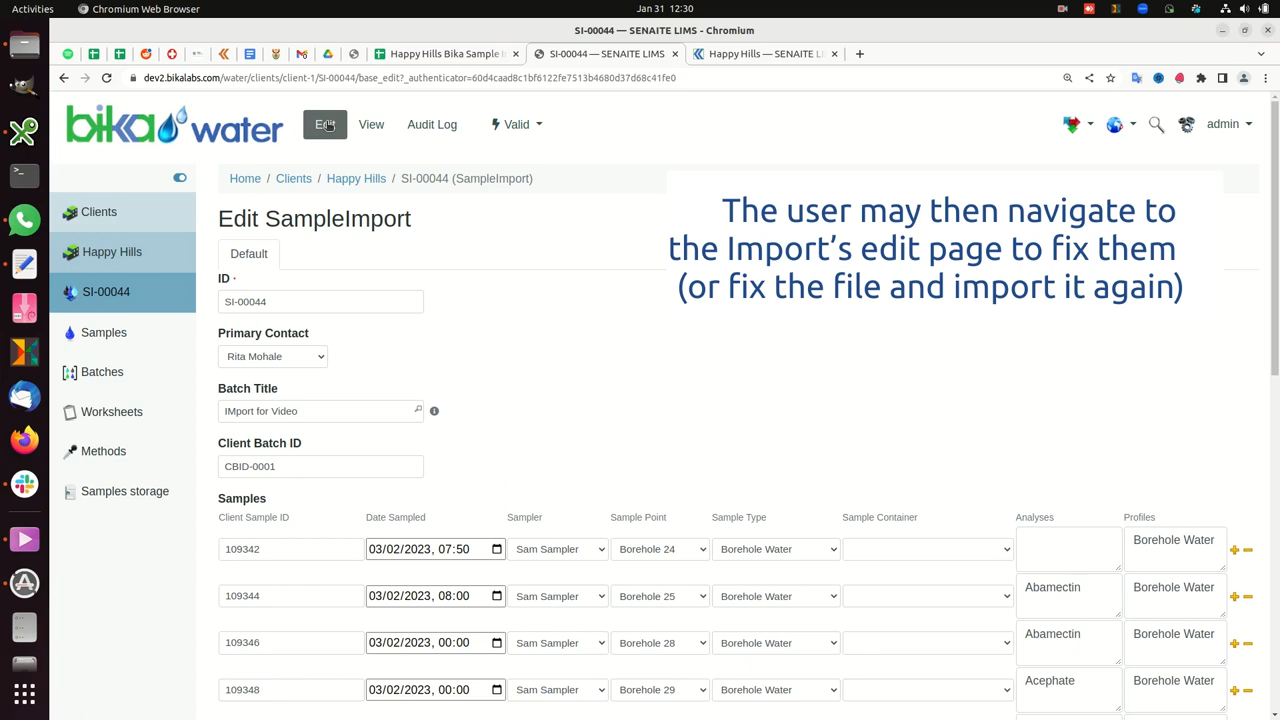 Activities
Chromium Web Browser
Jan 31 12:30
SI-00044 — SENAITE LIMS - Chromium
Happy Hills Bika Sample I
SI-00044 — SENAITE LIMS
Happy Hills — SENAITE L
dev2.bikalabs.com/water/clients/client-1/SI-00044/base_edit?_authenticator=60d4caad8c1bf6122fe7513b4680d37d68c41fe0
bika water
Edit
View
Audit Log
Valid
admin
Home / Clients / Happy Hills / SI-00044 (SampleImport)
Clients
Happy Hills
SI-00044
Samples
Batches
Worksheets
Methods
Samples storage
The user may then navigate to
the Import’s edit page to fix them
(or fix the file and import it again)
Edit SampleImport
Default
ID
SI-00044
Primary Contact
Rita Mohale
Batch Title
IMport for Video
Client Batch ID
CBID-0001
Samples
Client Sample ID Date Sampled Sampler Sample Point Sample Type Sample Container Analyses Profiles
109342 03/02/2023, 07:50 Sam Sampler Borehole 24 Borehole Water Borehole Water
109344 03/02/2023, 08:00 Sam Sampler Borehole 25 Borehole Water Abamectin Borehole Water
109346 03/02/2023, 00:00 Sam Sampler Borehole 28 Borehole Water Abamectin Borehole Water
109348 03/02/2023, 00:00 Sam Sampler Borehole 29 Borehole Water Acephate Borehole Water